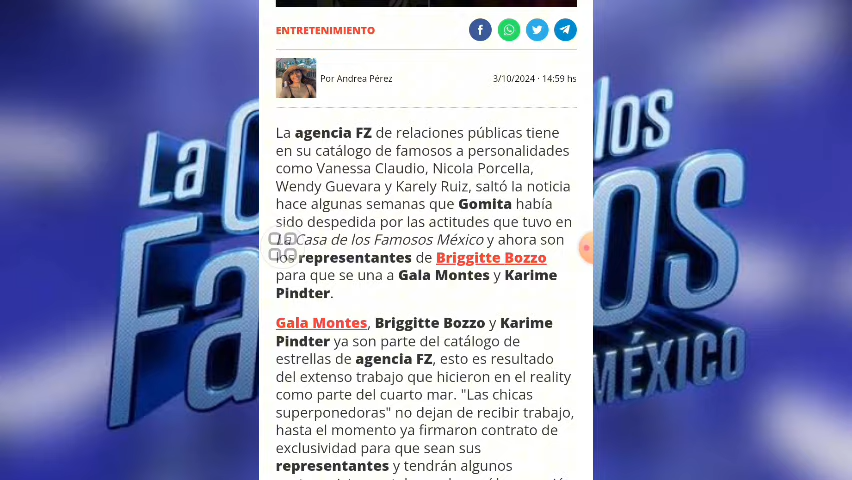 ENTRETENIMIENTO
Por Andrea Pérez
3/10/2024 · 14:59 hs
La agencia FZ de relaciones públicas tiene
en su catálogo de famosos a personalidades
como Vanessa Claudio, Nicola Porcella,
Wendy Guevara y Karely Ruiz, saltó la noticia
hace algunas semanas que Gomita había
sido despedida por las actitudes que tuvo en
La Casa de los Famosos México y ahora son
los representantes de Briggitte Bozzo
para que se una a Gala Montes y Karime
Pindter.
Gala Montes, Briggitte Bozzo y Karime
Pindter ya son parte del catálogo de
estrellas de agencia FZ, esto es resultado
del extenso trabajo que hicieron en el reality
como parte del cuarto mar. "Las chicas
superponedoras" no dejan de recibir trabajo,
hasta el momento ya firmaron contrato de
exclusividad para que sean sus
representantes y tendrán algunos
La
Fa
los
os
MÉXICO